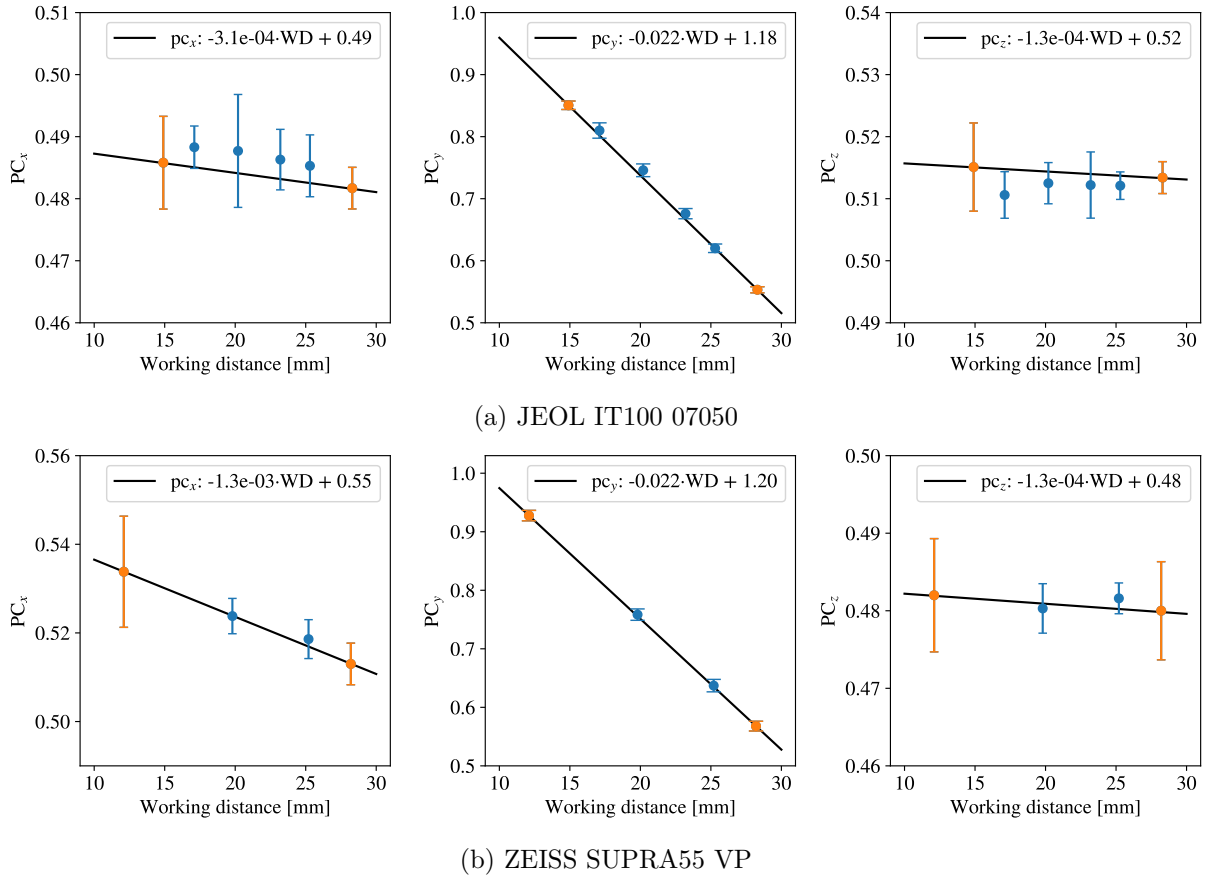 0.51
0.50
0.49
0.48
0.47
0.46
PCx
pcx: -3.1e-04·WD + 0.49
10 15 20 25 30
Working distance [mm]
1.0
0.9
0.8
0.7
0.6
0.5
PCy
pcy: -0.022·WD + 1.18
10 15 20 25 30
Working distance [mm]
0.54
0.53
0.52
0.51
0.50
0.49
PCz
pcz: -1.3e-04·WD + 0.52
10 15 20 25 30
Working distance [mm]
(a) JEOL IT100 07050
0.56
0.54
0.52
0.50
PCx
pcx: -1.3e-03·WD + 0.55
10 15 20 25 30
Working distance [mm]
1.0
0.9
0.8
0.7
0.6
0.5
PCy
pcy: -0.022·WD + 1.20
10 15 20 25 30
Working distance [mm]
0.50
0.49
0.48
0.47
0.46
PCz
pcz: -1.3e-04·WD + 0.48
10 15 20 25 30
Working distance [mm]
(b) ZEISS SUPRA55 VP